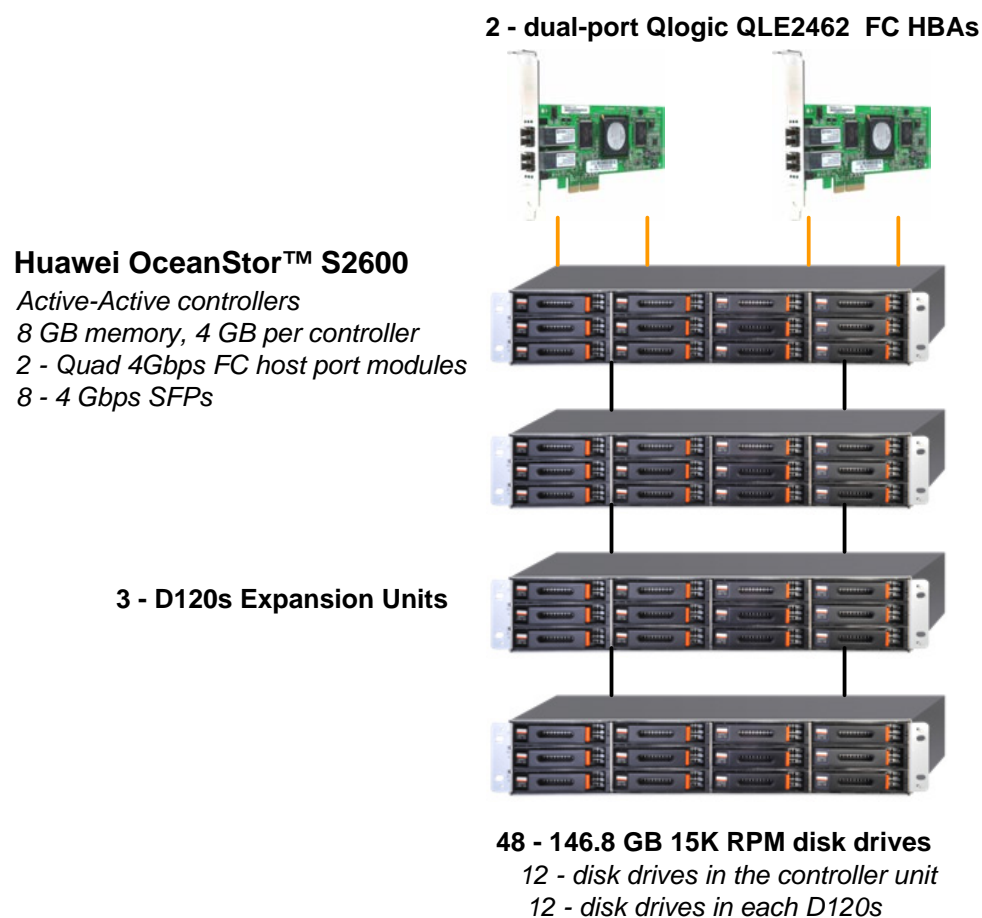 2 - dual-port Qlogic QLE2462 FC HBAs
Huawei OceanStor™ S2600
Active-Active controllers
8 GB memory, 4 GB per controller
2 - Quad 4Gbps FC host port modules
8 - 4 Gbps SFPs
3 - D120s Expansion Units
48 - 146.8 GB 15K RPM disk drives
12 - disk drives in the controller unit
12 - disk drives in each D120s